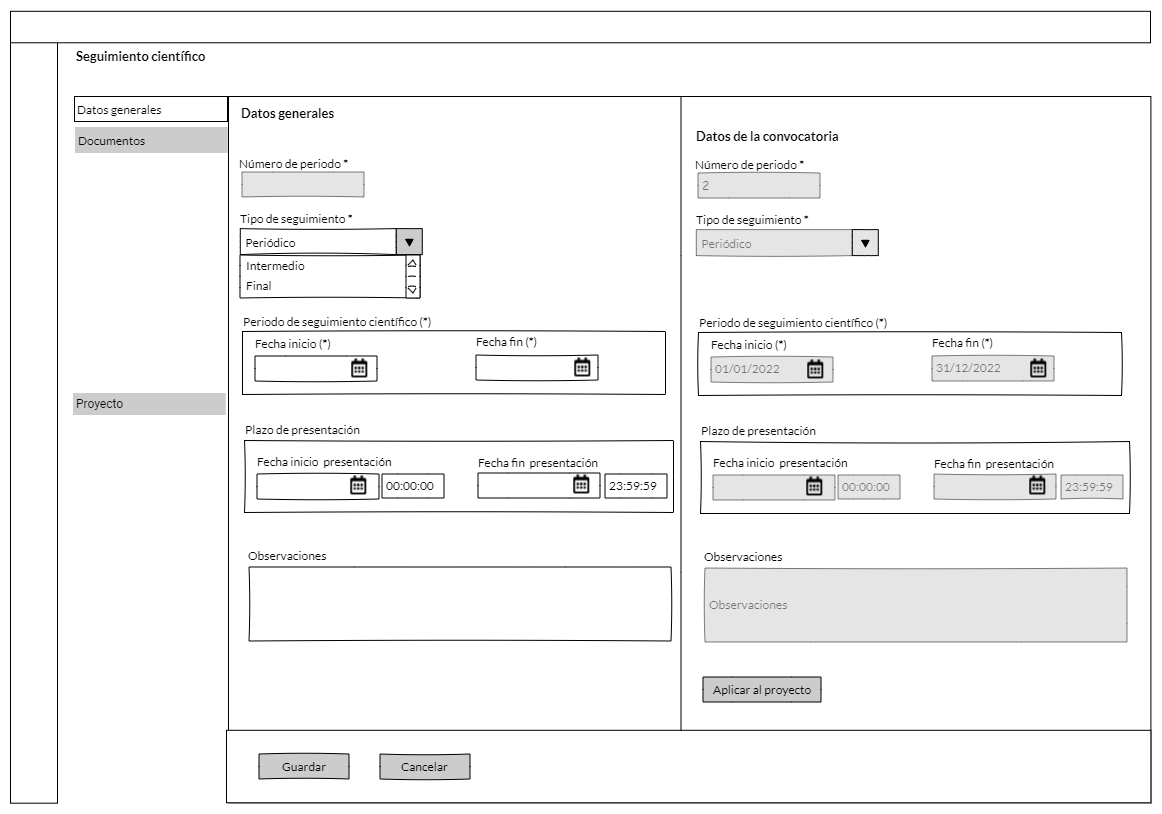 Seguimiento científico
Datos generales
Documentos
Proyecto
Datos generales
Número de periodo *
Tipo de seguimiento *
Periódico
Intermedio
Final
Periodo de seguimiento científico (*)
Fecha inicio (*) Fecha fin (*)
Plazo de presentación
Fecha inicio presentación Fecha fin presentación
00:00:00 23:59:59
Observaciones
Datos de la convocatoria
Número de periodo *
2
Tipo de seguimiento *
Periódico
Periodo de seguimiento científico (*)
Fecha inicio (*) Fecha fin (*)
01/01/2022 31/12/2022
Plazo de presentación
Fecha inicio presentación Fecha fin presentación
00:00:00 23:59:59
Observaciones
Observaciones
Aplicar al proyecto
Guardar Cancelar